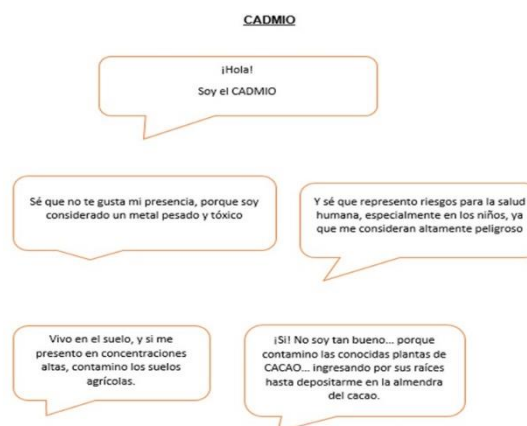 CADMIO
¡Hola!
Soy el CADMIO
Sé que no te gusta mi presencia, porque soy
considerado un metal pesado y tóxico
Y sé que represento riesgos para la salud
humana, especialmente en los niños, ya
que me consideran altamente peligroso
Vivo en el suelo, y si me
presento en concentraciones
altas, contamino los suelos
agrícolas.
¡Si! No soy tan bueno... porque
contamino las conocidas plantas de
CACAO... ingresando por sus raíces
hasta depositarme en la almendra
del cacao.